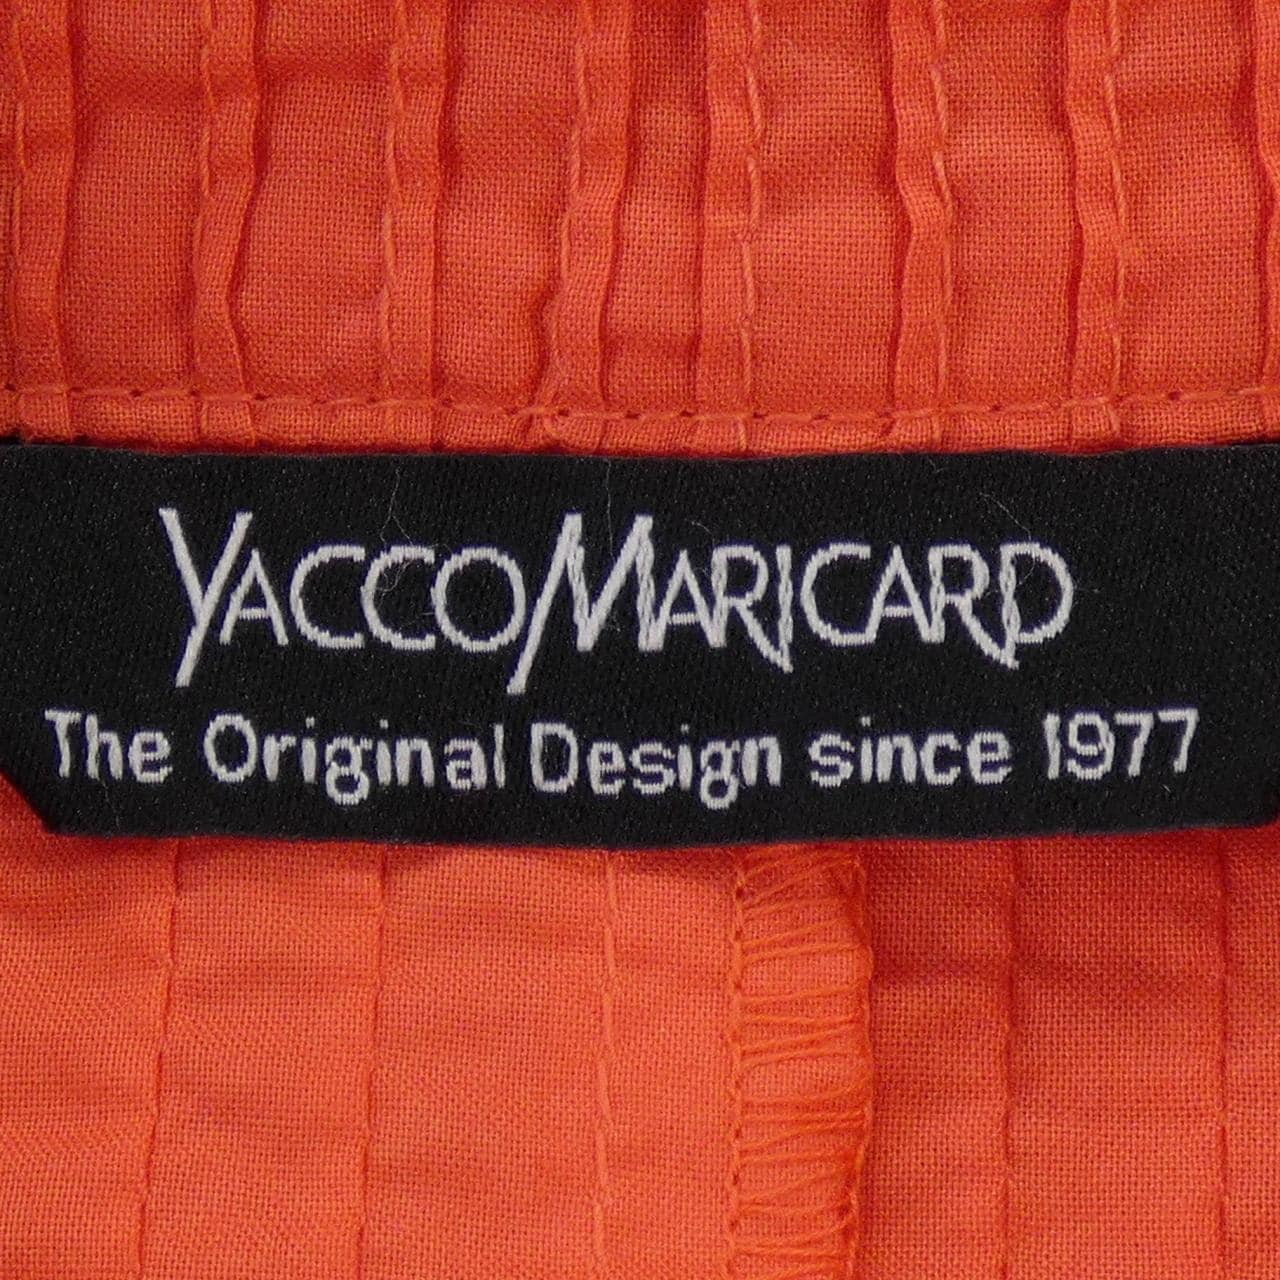 YACCOMARICARD
The Original Design since 1977